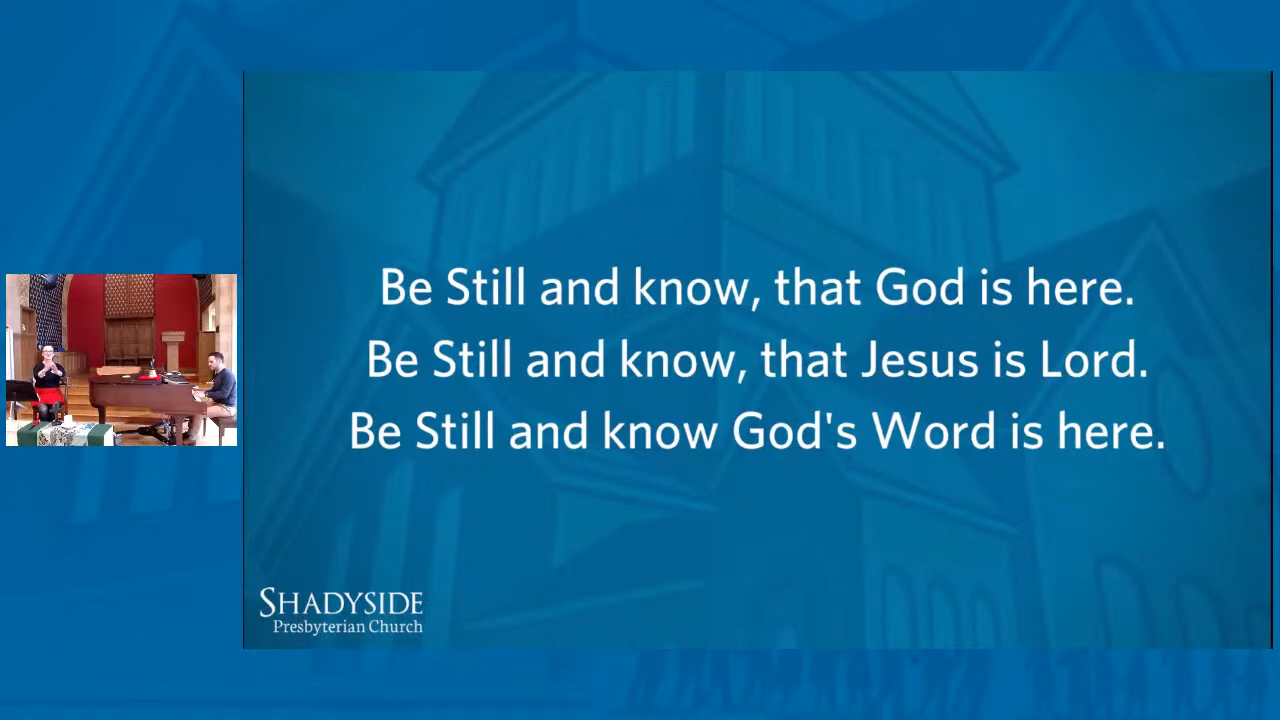 Be Still and know, that God is here.
Be Still and know, that Jesus is Lord.
Be Still and know God's Word is here.
SHADYSIDE
Presbyterian Church